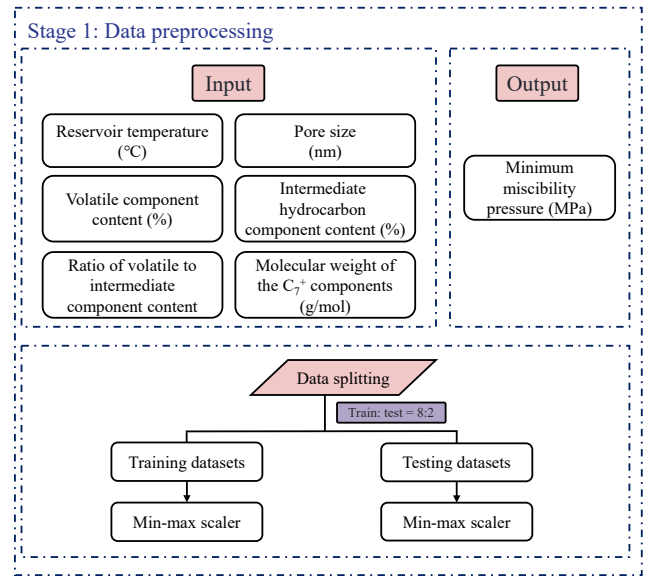 Stage 1: Data preprocessing
Input
Output
Reservoir temperature
(℃)
Pore size
(nm)
Volatile component
content (%)
Intermediate
hydrocarbon
component content (%)
Ratio of volatile to
intermediate
component content
Molecular weight of
the C₇⁺ components
(g/mol)
Minimum
miscibility
pressure (MPa)
Data splitting
Train: test = 8:2
Training datasets
Testing datasets
Min-max scaler
Min-max scaler